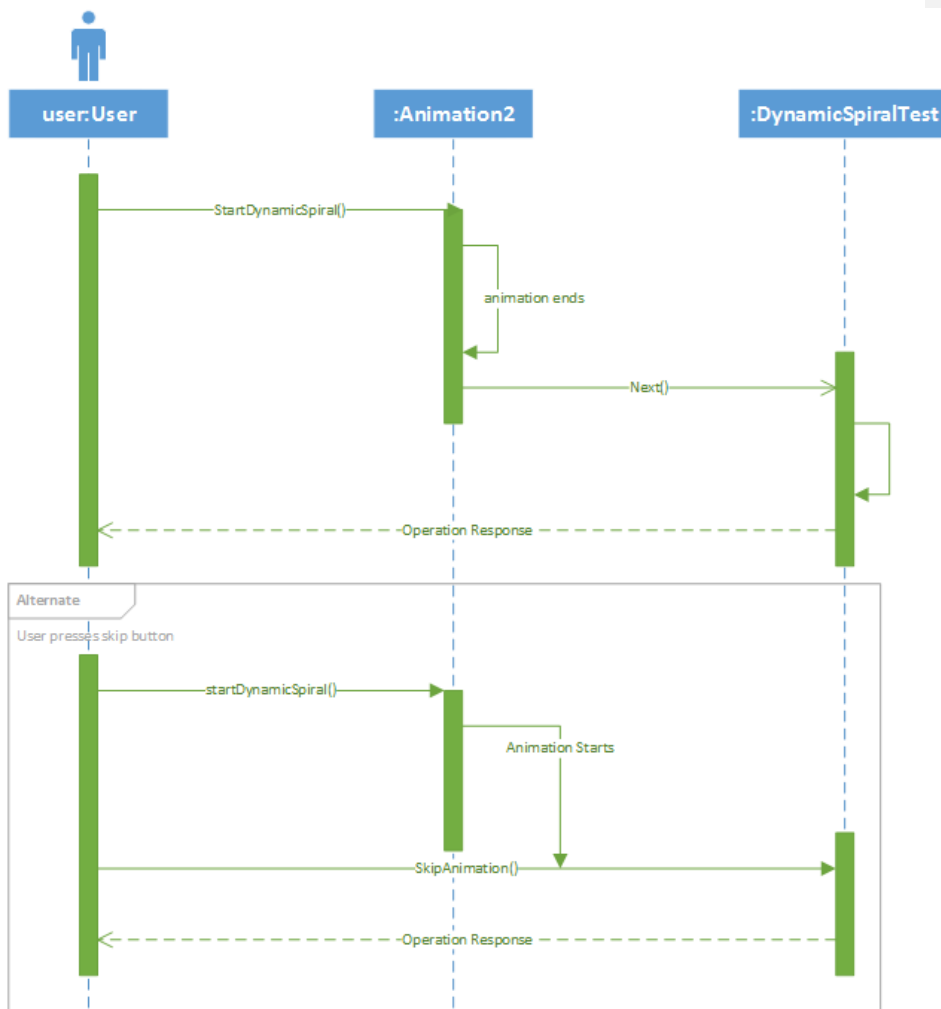 user:User
:Animation2
:DynamicSpiralTest
StartDynamicSpiral()
animation ends
Next()
Operation Response
Alternate
User presses skip button
startDynamicSpiral()
Animation Starts
SkipAnimation()
Operation Response